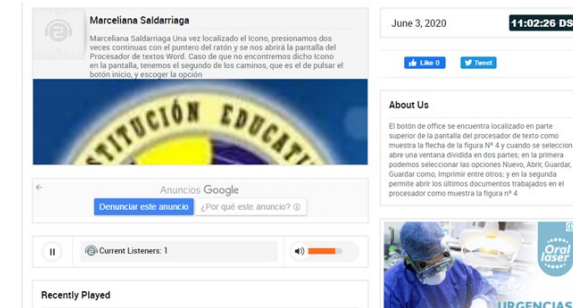 Marceliana Saldarriaga
Marceliana Saldarriaga Una vez localizado el Icono, presionamos dos
veces continuas con el puntero del ratón y se nos abrirá la pantalla del
Procesador de textos Word. Caso de que no encontremos dicho Icono
en la pantalla, tenemos el segundo de los caminos, que es el de pulsar el
botón inicio, y escoger la opción
STITUCIÓN EDUCA
Anuncios Google
Denunciar este anuncio
¿Por qué este anuncio?
Current Listeners: 1
Recently Played
June 3, 2020
11:02:26 DS
Like 0
Tweet
About Us
El botón de office se encuentra localizado en parte
superior de la pantalla del procesador de texto como
muestra la flecha de la figura Nº 4 y cuando se seleccion
abre una ventana dividida en dos partes; en la primera
podemos seleccionar las opciones Nuevo, Abrir, Guardar,
Guardar como, Imprimir entre otros; y en la segunda
permite abrir los últimos documentos trabajados en el
procesador como muestra la figura nº 4
Oral
laser
URGENCIAS